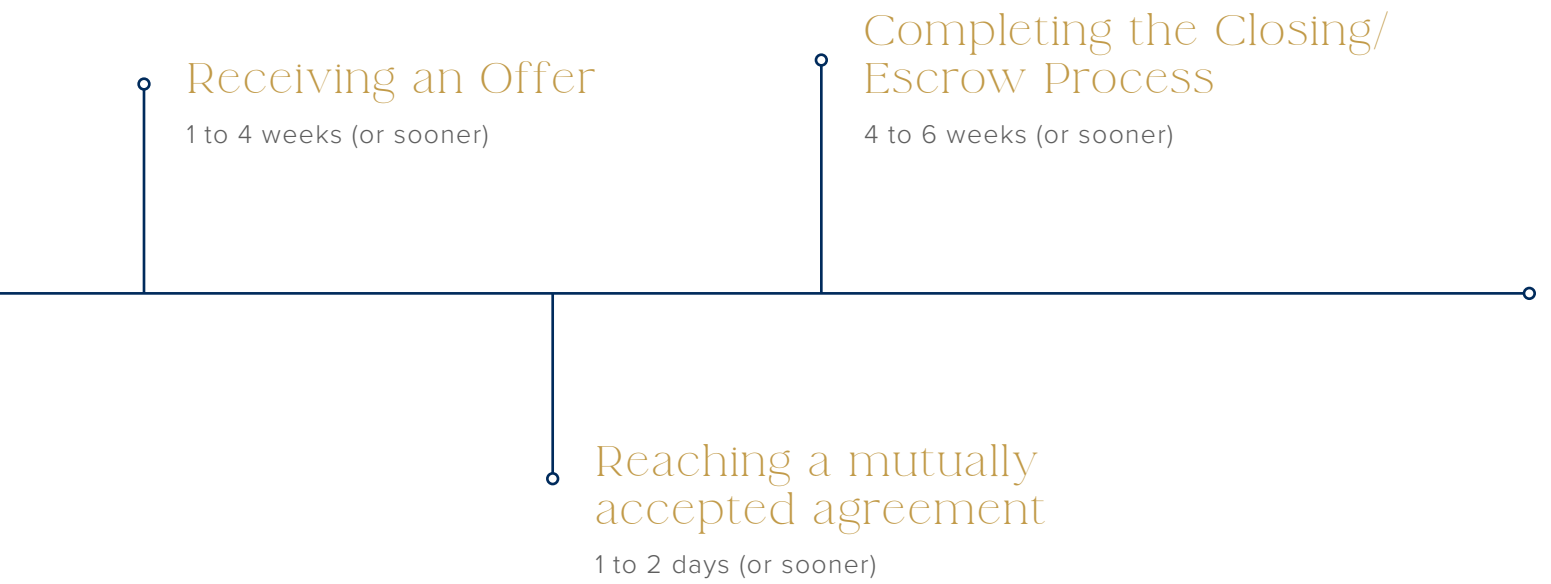 Receiving an Offer
1 to 4 weeks (or sooner)
Completing the Closing/
Escrow Process
4 to 6 weeks (or sooner)
Reaching a mutually
accepted agreement
1 to 2 days (or sooner)